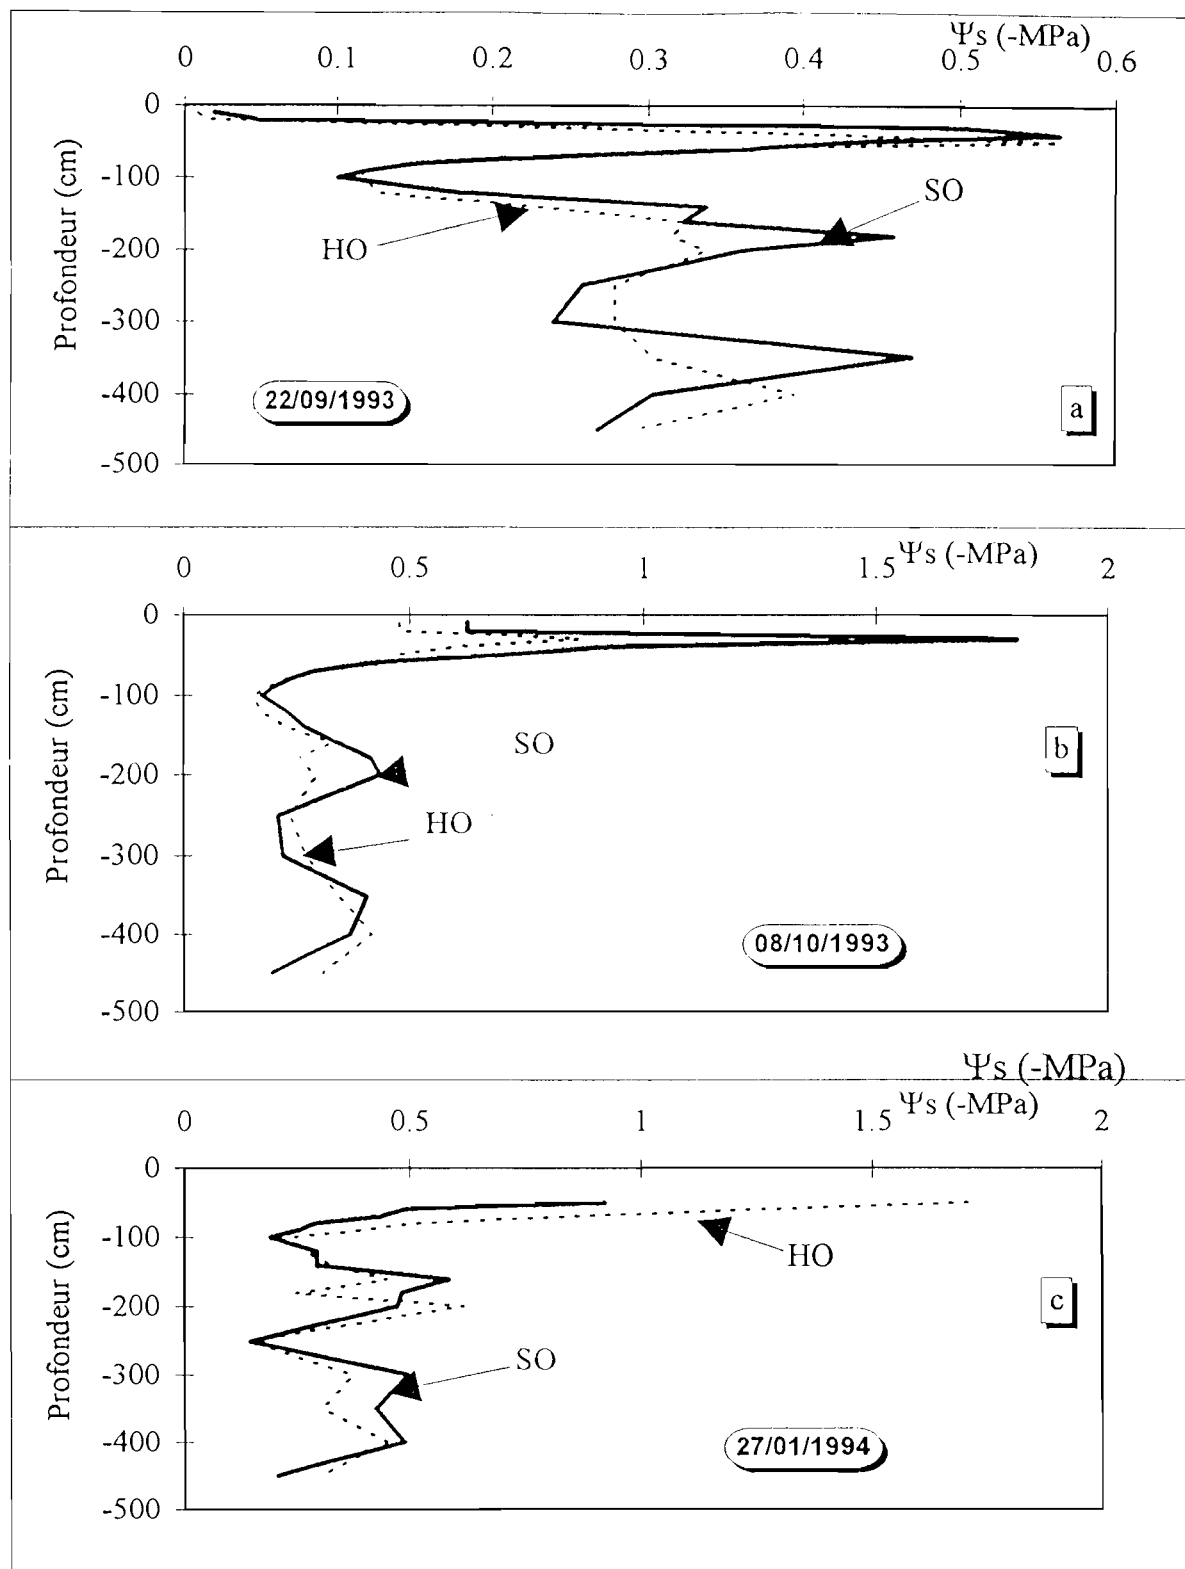 Ψs (-MPa)
0 0.1 0.2 0.3 0.4 0.5 0.6
0
-100
-200
-300
-400
-500
Profondeur (cm)
SO
HO
22/09/1993
a
Ψs (-MPa)
0 0.5 1 1.5 2
0
-100
-200
-300
-400
-500
Profondeur (cm)
SO
b
HO
08/10/1993
Ψs (-MPa)
Ψs (-MPa)
0 0.5 1 1.5 2
0
-100
-200
-300
-400
-500
Profondeur (cm)
HO
c
SO
27/01/1994